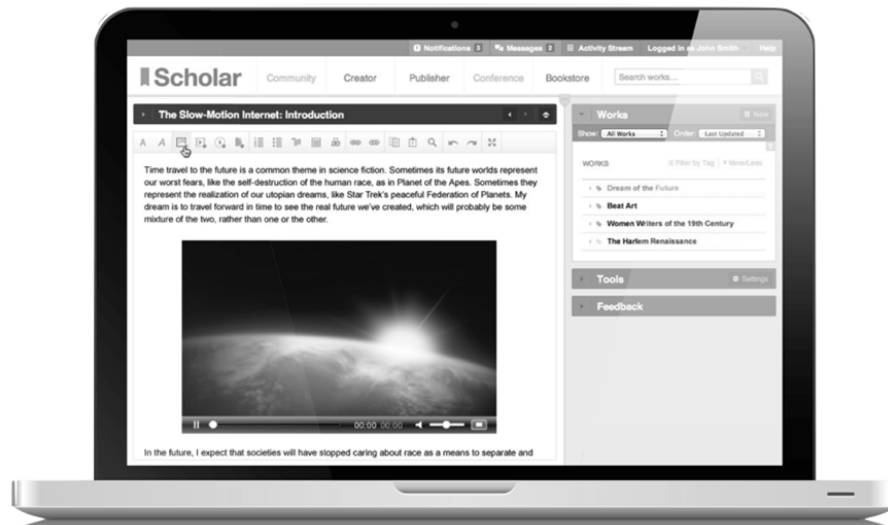 Notifications 3 Messages 2 Activity Stream Logged in as John Smith Help
Scholar Community Creator Publisher Conference Bookstore Search works...
The Slow-Motion Internet: Introduction
Time travel to the future is a common theme in science fiction. Sometimes its future worlds represent
our worst fears, like the self-destruction of the human race, as in Planet of the Apes. Sometimes they
represent the realization of our utopian dreams, like Star Trek's peaceful Federation of Planets. My
dream is to travel forward in time to see the real future we've created, which will probably be some
mixture of the two, rather than one or the other.
00:00 00:00
In the future, I expect that societies will have stopped caring about race as a means to separate and
Works New
Show: All Works Order: Last Updated
WORKS Filter by Tag More/Less
Dream of the Future
Beat Art
Women Writers of the 19th Century
The Harlem Renaissance
Tools Settings
Feedback